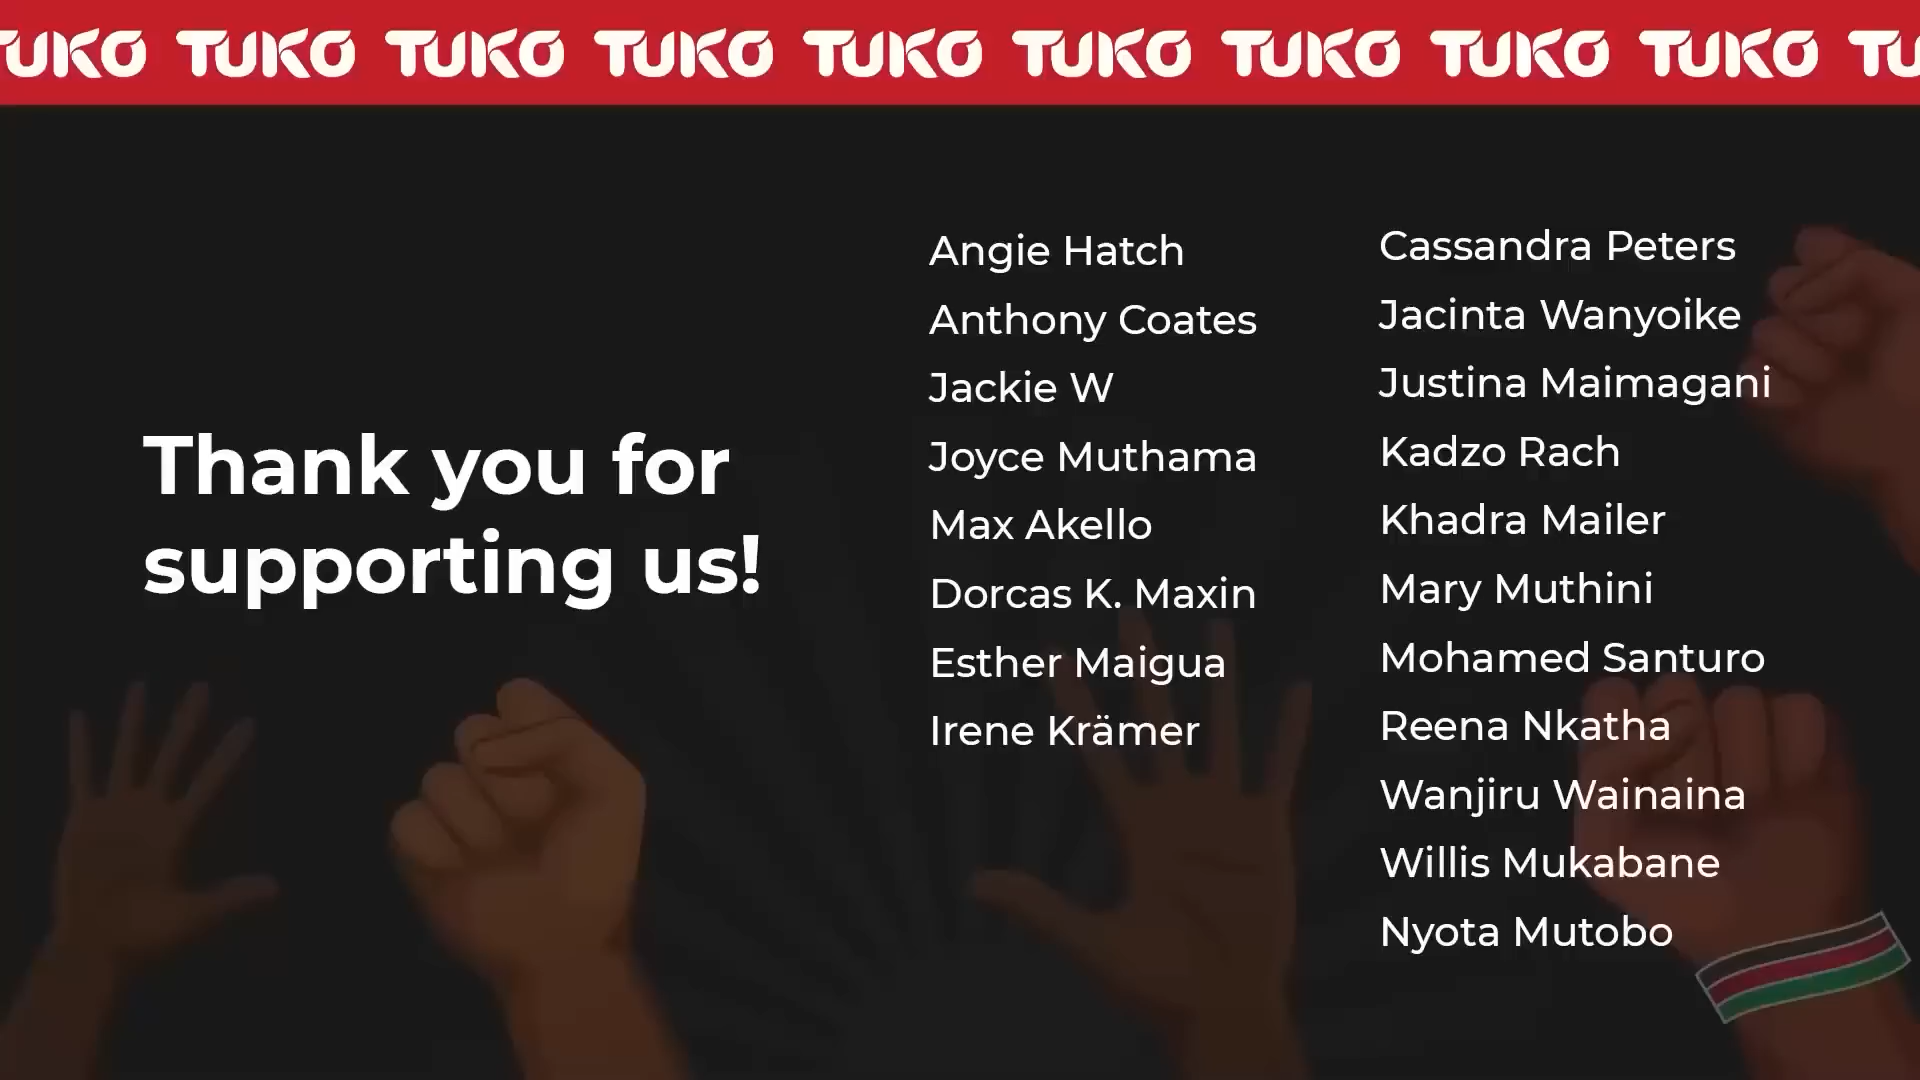 TUKO TUKO TUKO TUKO TUKO TUKO TUKO TUKO TUKO TU
Thank you for
supporting us!
Angie Hatch
Anthony Coates
Jackie W
Joyce Muthama
Max Akello
Dorcas K. Maxin
Esther Maigua
Irene Krämer
Cassandra Peters
Jacinta Wanyoike
Justina Maimagani
Kadzo Rach
Khadra Mailer
Mary Muthini
Mohamed Santuro
Reena Nkatha
Wanjiru Wainaina
Willis Mukabane
Nyota Mutobo